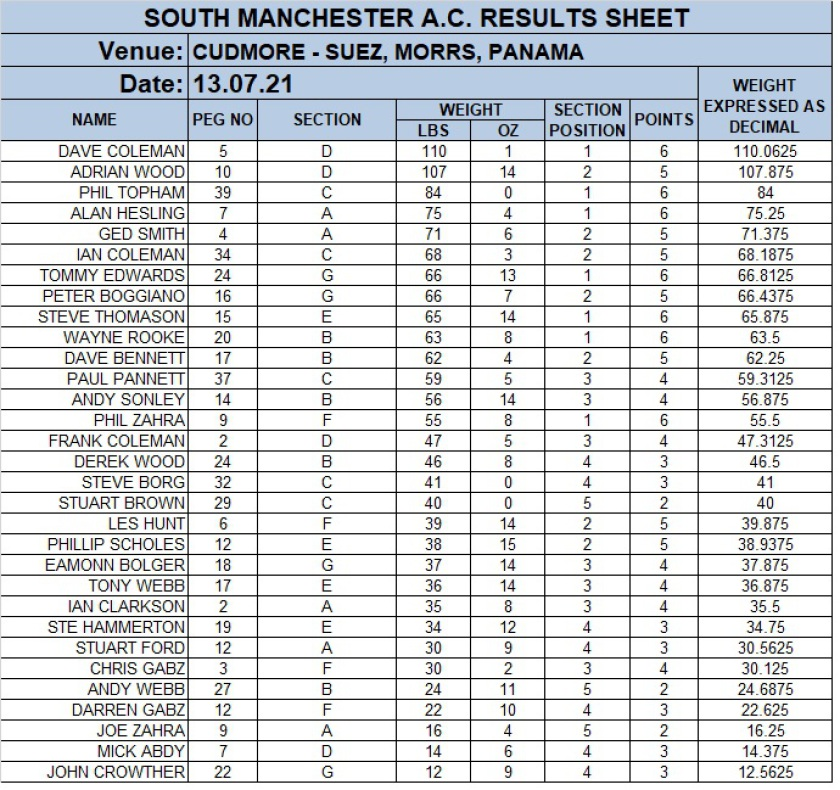 SOUTH MANCHESTER A.C. RESULTS SHEET
Venue: CUDMORE - SUEZ, MORRS, PANAMA
Date: 13.07.21
NAME PEG NO SECTION WEIGHT LBS OZ SECTION POSITION POINTS WEIGHT EXPRESSED AS DECIMAL
DAVE COLEMAN 5 D 110 1 1 6 110.0625
ADRIAN WOOD 10 D 107 14 2 5 107.875
PHIL TOPHAM 39 C 84 0 1 6 84
ALAN HESLING 7 A 75 4 1 6 75.25
GED SMITH 4 A 71 6 2 5 71.375
IAN COLEMAN 34 C 68 3 2 5 68.1875
TOMMY EDWARDS 24 G 66 13 1 6 66.8125
PETER BOGGIANO 16 G 66 7 2 5 66.4375
STEVE THOMASON 15 E 65 14 1 6 65.875
WAYNE ROOKE 20 B 63 8 1 6 63.5
DAVE BENNETT 17 B 62 4 2 5 62.25
PAUL PANNETT 37 C 59 5 3 4 59.3125
ANDY SONLEY 14 B 56 14 3 4 56.875
PHIL ZAHRA 9 F 55 8 1 6 55.5
FRANK COLEMAN 2 D 47 5 3 4 47.3125
DEREK WOOD 24 B 46 8 4 3 46.5
STEVE BORG 32 C 41 0 4 3 41
STUART BROWN 29 C 40 0 5 2 40
LES HUNT 6 F 39 14 2 5 39.875
PHILLIP SCHOLES 12 E 38 15 2 5 38.9375
EAMONN BOLGER 18 G 37 14 3 4 37.875
TONY WEBB 17 E 36 14 3 4 36.875
IAN CLARKSON 2 A 35 8 3 4 35.5
STE HAMMERTON 19 E 34 12 4 3 34.75
STUART FORD 12 A 30 9 4 3 30.5625
CHRIS GABZ 3 F 30 2 3 4 30.125
ANDY WEBB 27 B 24 11 5 2 24.6875
DARREN GABZ 12 F 22 10 4 3 22.625
JOE ZAHRA 9 A 16 4 5 2 16.25
MICK ABDY 7 D 14 6 4 3 14.375
JOHN CROWTHER 22 G 12 9 4 3 12.5625